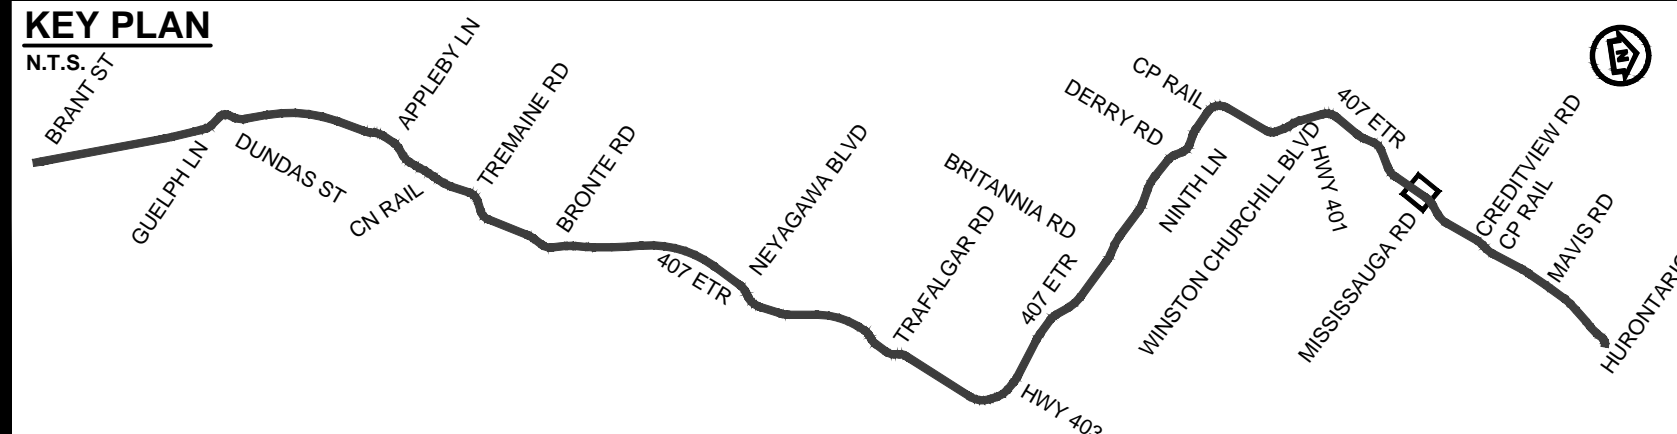 KEY PLAN
N.T.S.
BRANT ST
GUELPH LN
DUNDAS ST
CN RAIL
APPLEBY LN
TREMAINE RD
BRONTE RD
407 ETR
NEYAGAWA BLVD
TRAFALGAR RD
HWY 403
407 ETR
BRITANNIA RD
DERRY RD
CP RAIL
NINTH LN
WINSTON CHURCHILL BLVD
HWY 401
407 ETR
MISSISSAUGA RD
CREDITVIEW RD
CP RAIL
MAVIS RD
HURONTARIO
N